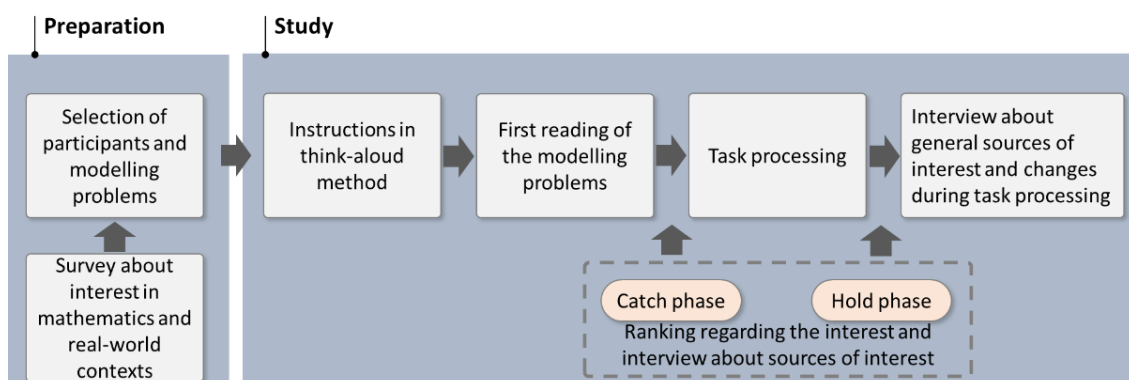 Preparation
Study
Selection of
participants and
modelling
problems
Survey about
interest in
mathematics and
real-world
contexts
Instructions in
think-aloud
method
First reading of
the modelling
problems
Task processing
Interview about
general sources of
interest and changes
during task processing
Catch phase
Hold phase
Ranking regarding the interest and
interview about sources of interest